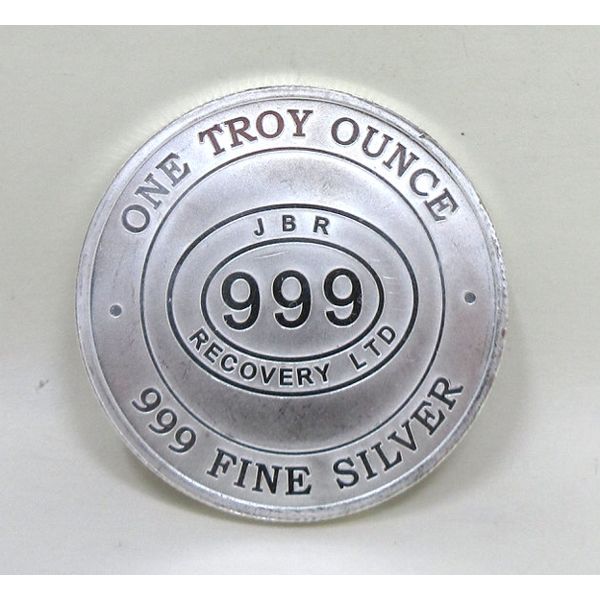 ONE TROY OUNCE
JBR
999
RECOVERY LTD
999 FINE SILVER